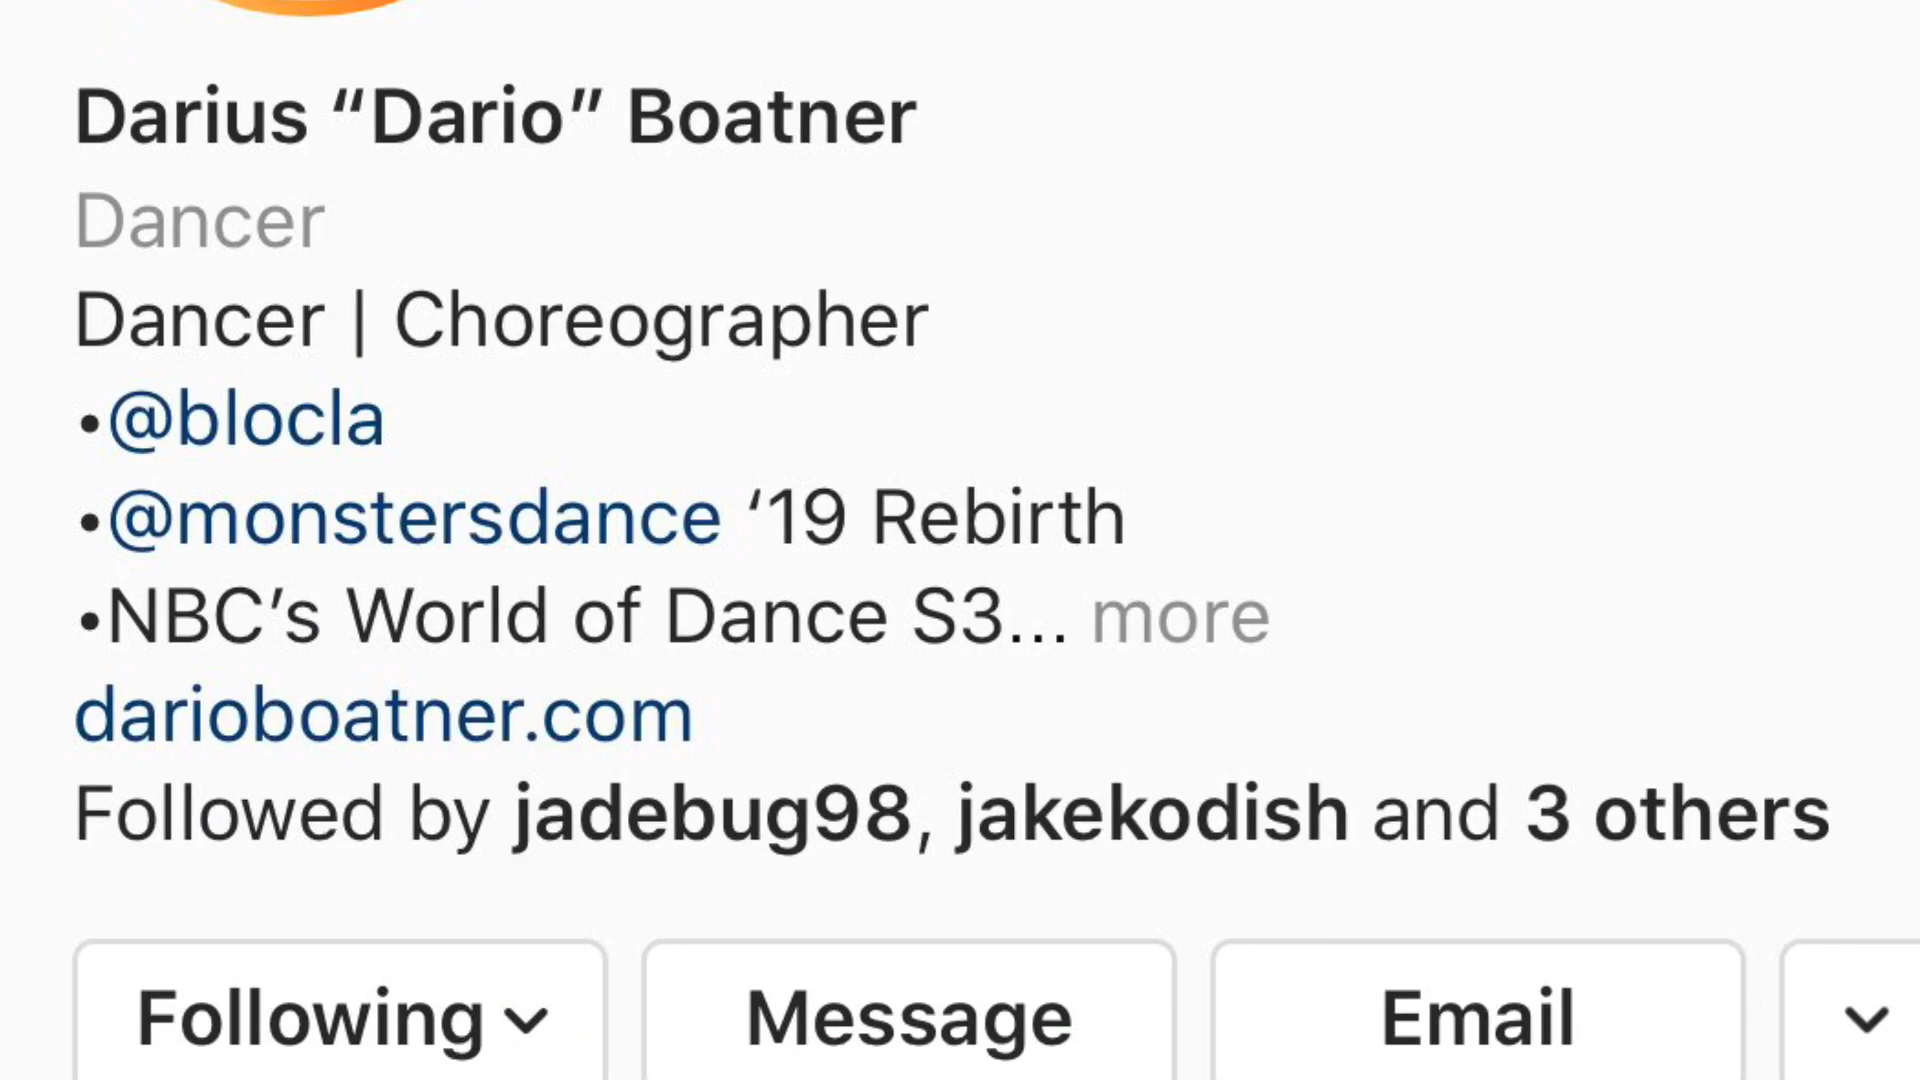 Darius “Dario” Boatner
Dancer
Dancer | Choreographer
•@blocla
•@monstersdance ‘19 Rebirth
•NBC’s World of Dance S3... more
darioboatner.com
Followed by jadebug98, jakekodish and 3 others
Following Message Email